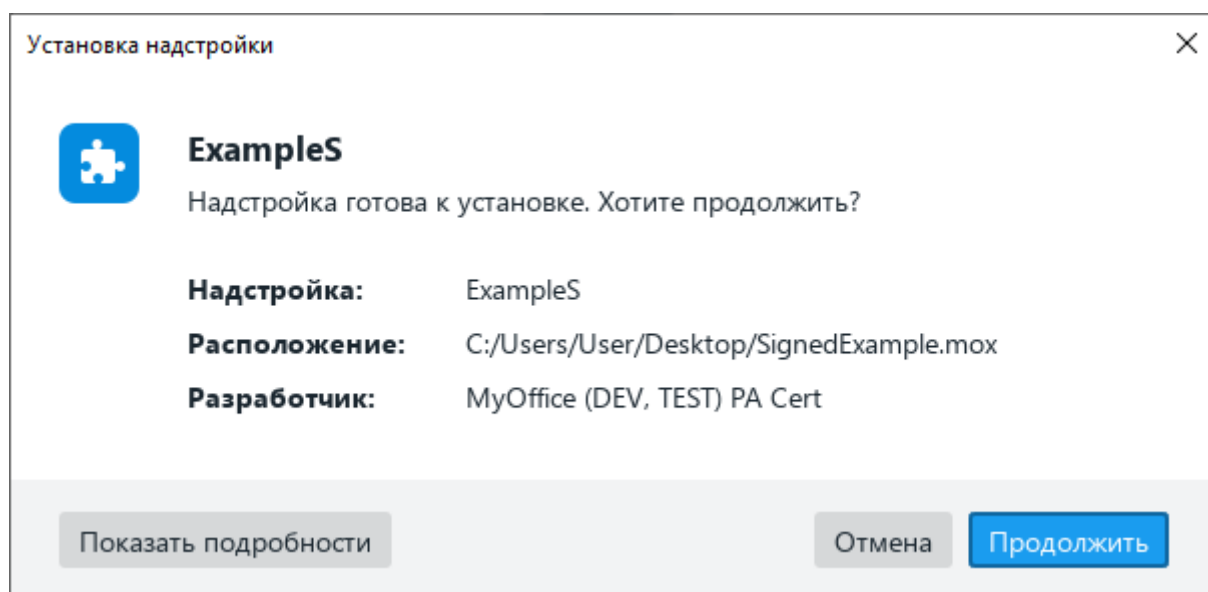 Установка надстройки
ExampleS
Надстройка готова к установке. Хотите продолжить?
Надстройка: ExampleS
Расположение: C:/Users/User/Desktop/SignedExample.mox
Разработчик: MyOffice (DEV, TEST) PA Cert
Показать подробности Отмена Продолжить